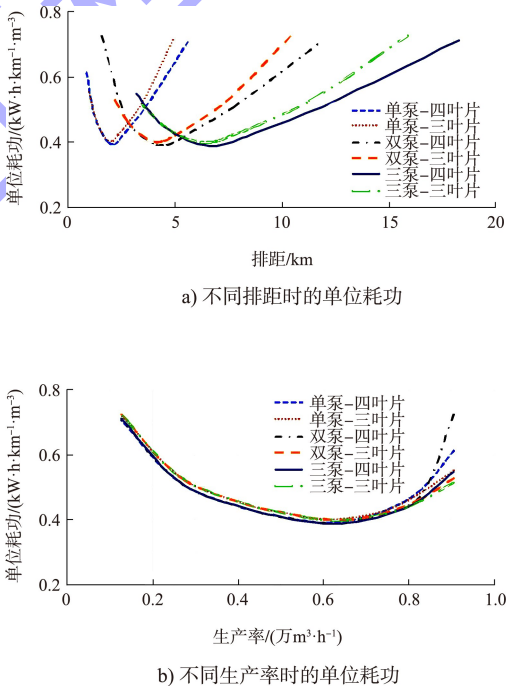 0.8
0.6
0.4
0.2
单位耗功/(kW·h·km⁻¹·m⁻³)
单泵-四叶片
单泵-三叶片
双泵-四叶片
双泵-三叶片
三泵-四叶片
三泵-三叶片
0 5 10 15 20
排距/km
a) 不同排距时的单位耗功
0.8
0.6
0.4
0.2
单位耗功/(kW·h·km⁻¹·m⁻³)
单泵-四叶片
单泵-三叶片
双泵-四叶片
双泵-三叶片
三泵-四叶片
三泵-三叶片
0 0.2 0.4 0.6 0.8 1.0
生产率/(万m³·h⁻¹)
b) 不同生产率时的单位耗功